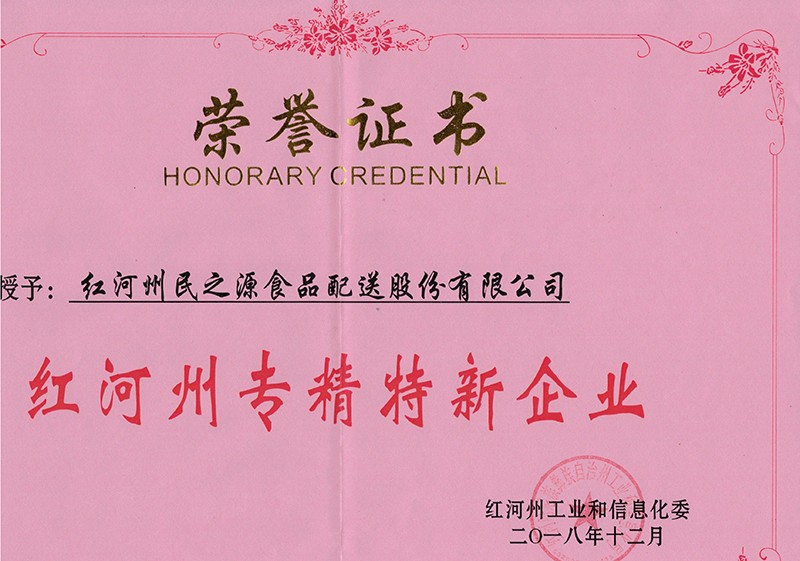 荣誉证书
HONORARY CREDENTIAL
授予：红河州民之源食品配送股份有限公司
红河州专精特新企业
红河州工业和信息化委
二〇一八年十二月